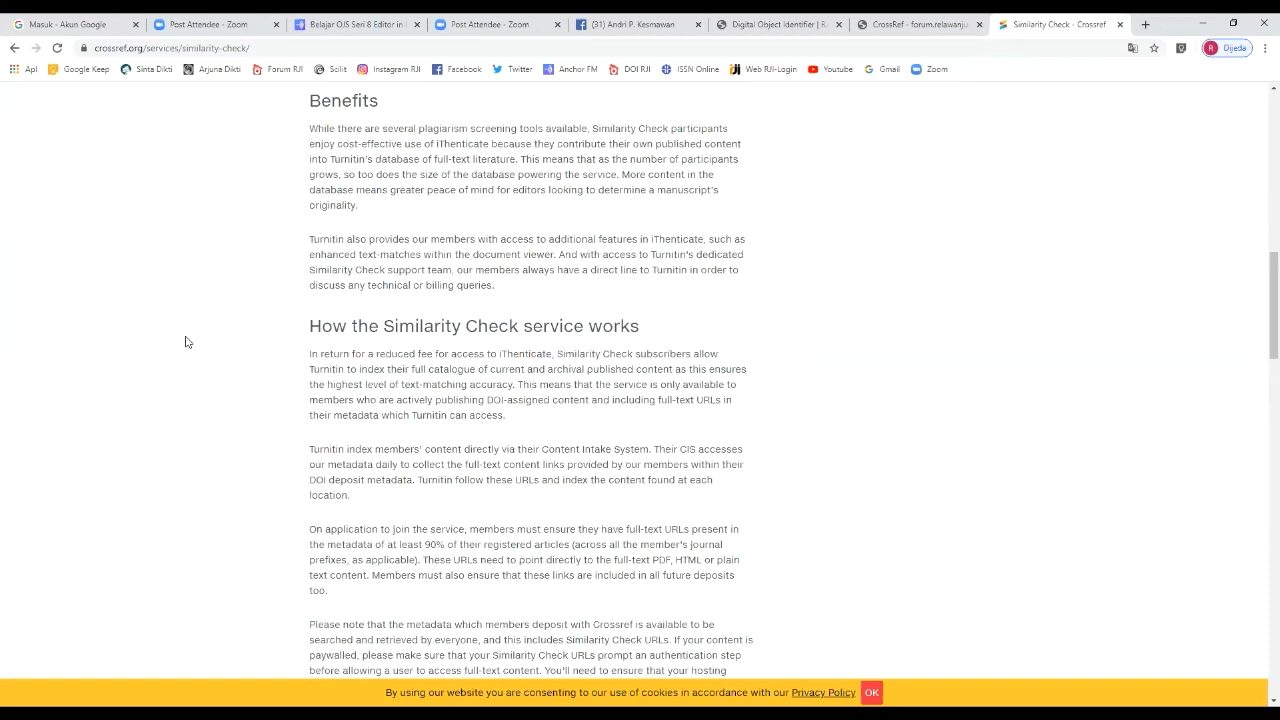 Masuk - Akun Google
Post Attendee - Zoom
Belajar OJS Seri 8 Editor in
Post Attendee - Zoom
(31) Andri P. Kesmawan
Digital Object Identifier | R
CrossRef - forum.relawanju
Similarity Check - Crossref
crossref.org/services/similarity-check/
R Dijeda
Apl
Google Keep
Sinta Dikti
Arjuna Dikti
Forum RJI
Scilit
Instagram RJI
Facebook
Twitter
Anchor FM
DOI RJI
ISSN Online
Web RJI-Login
Youtube
Gmail
Zoom
Benefits
While there are several plagiarism screening tools available, Similarity Check participants
enjoy cost-effective use of iThenticate because they contribute their own published content
into Turnitin's database of full-text literature. This means that as the number of participants
grows, so too does the size of the database powering the service. More content in the
database means greater peace of mind for editors looking to determine a manuscript's
originality.
Turnitin also provides our members with access to additional features in iThenticate, such as
enhanced text-matches within the document viewer. And with access to Turnitin's dedicated
Similarity Check support team, our members always have a direct line to Turnitin in order to
discuss any technical or billing queries.
How the Similarity Check service works
In return for a reduced fee for access to iThenticate, Similarity Check subscribers allow
Turnitin to index their full catalogue of current and archival published content as this ensures
the highest level of text-matching accuracy. This means that the service is only available to
members who are actively publishing DOI-assigned content and including full-text URLs in
their metadata which Turnitin can access.
Turnitin index members' content directly via their Content Intake System. Their CIS accesses
our metadata daily to collect the full-text content links provided by our members within their
DOI deposit metadata. Turnitin follow these URLs and index the content found at each
location.
On application to join the service, members must ensure they have full-text URLs present in
the metadata of at least 90% of their registered articles (across all the member's journal
prefixes, as applicable). These URLs need to point directly to the full-text PDF, HTML or plain
text content. Members must also ensure that these links are included in all future deposits
too.
Please note that the metadata which members deposit with Crossref is available to be
searched and retrieved by everyone, and this includes Similarity Check URLs. If your content is
paywalled, please make sure that your Similarity Check URLs prompt an authentication step
before allowing a user to access full-text content. You'll need to ensure that your hosting
By using our website you are consenting to our use of cookies in accordance with our Privacy Policy OK